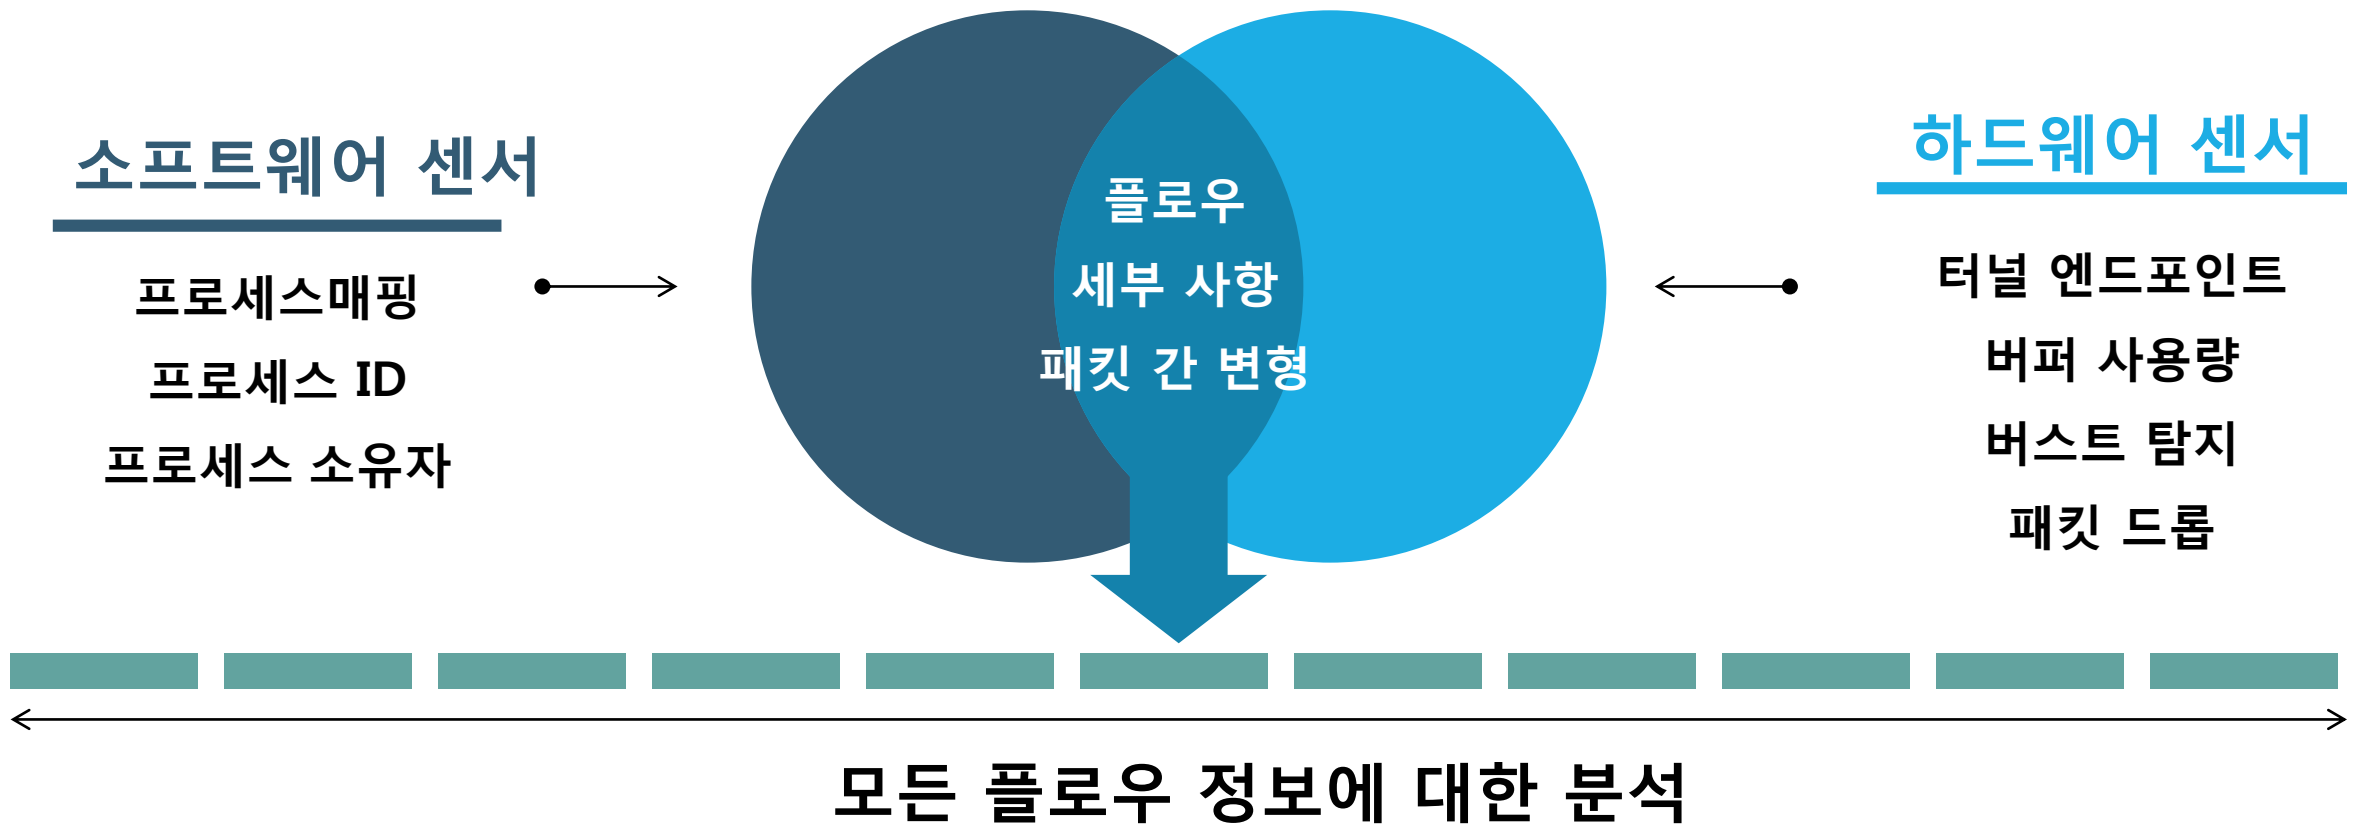 소프트웨어 센서
프로세스매핑
프로세스 ID
프로세스 소유자
플로우
세부 사항
패킷 간 변형
하드웨어 센서
터널 엔드포인트
버퍼 사용량
버스트 탐지
패킷 드롭
모든 플로우 정보에 대한 분석